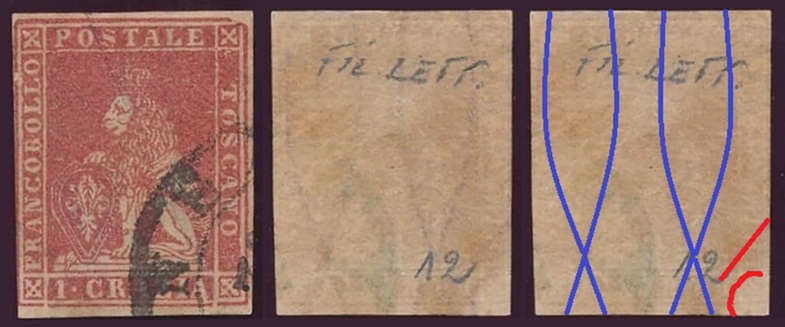 POSTALE
FRANCOBOLLO
TOSCANO
1 · CRAZIA
FIL LETT.
12
FIL LETT.
12